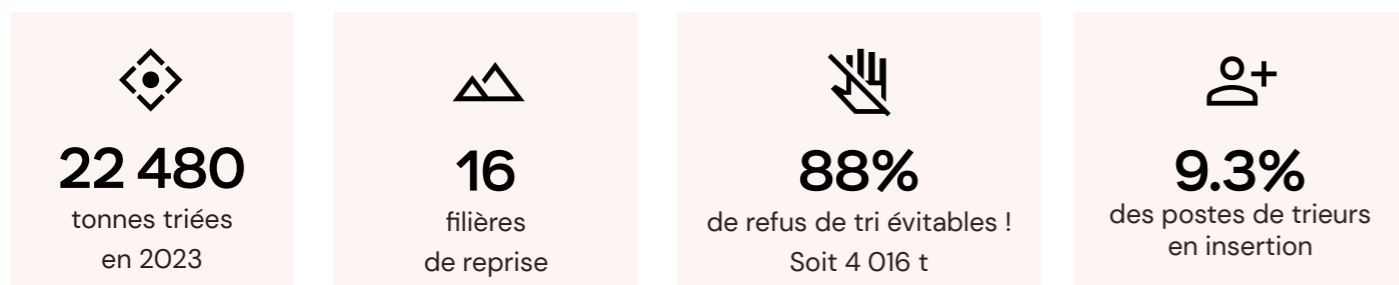 22 480
tonnes triées
en 2023
16
filières
de reprise
88%
de refus de tri évitables !
Soit 4 016 t
9.3%
des postes de trieurs
en insertion